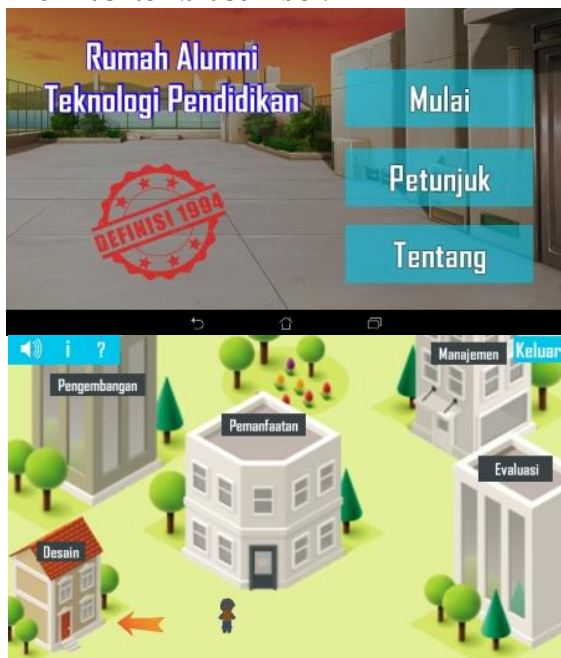 Rumah Alumni
Teknologi Pendidikan
Mulai
Petunjuk
DEFINISI 1994
Tentang
i ?
Manajemen
Keluar
Pengembangan
Pemanfaatan
Evaluasi
Desain